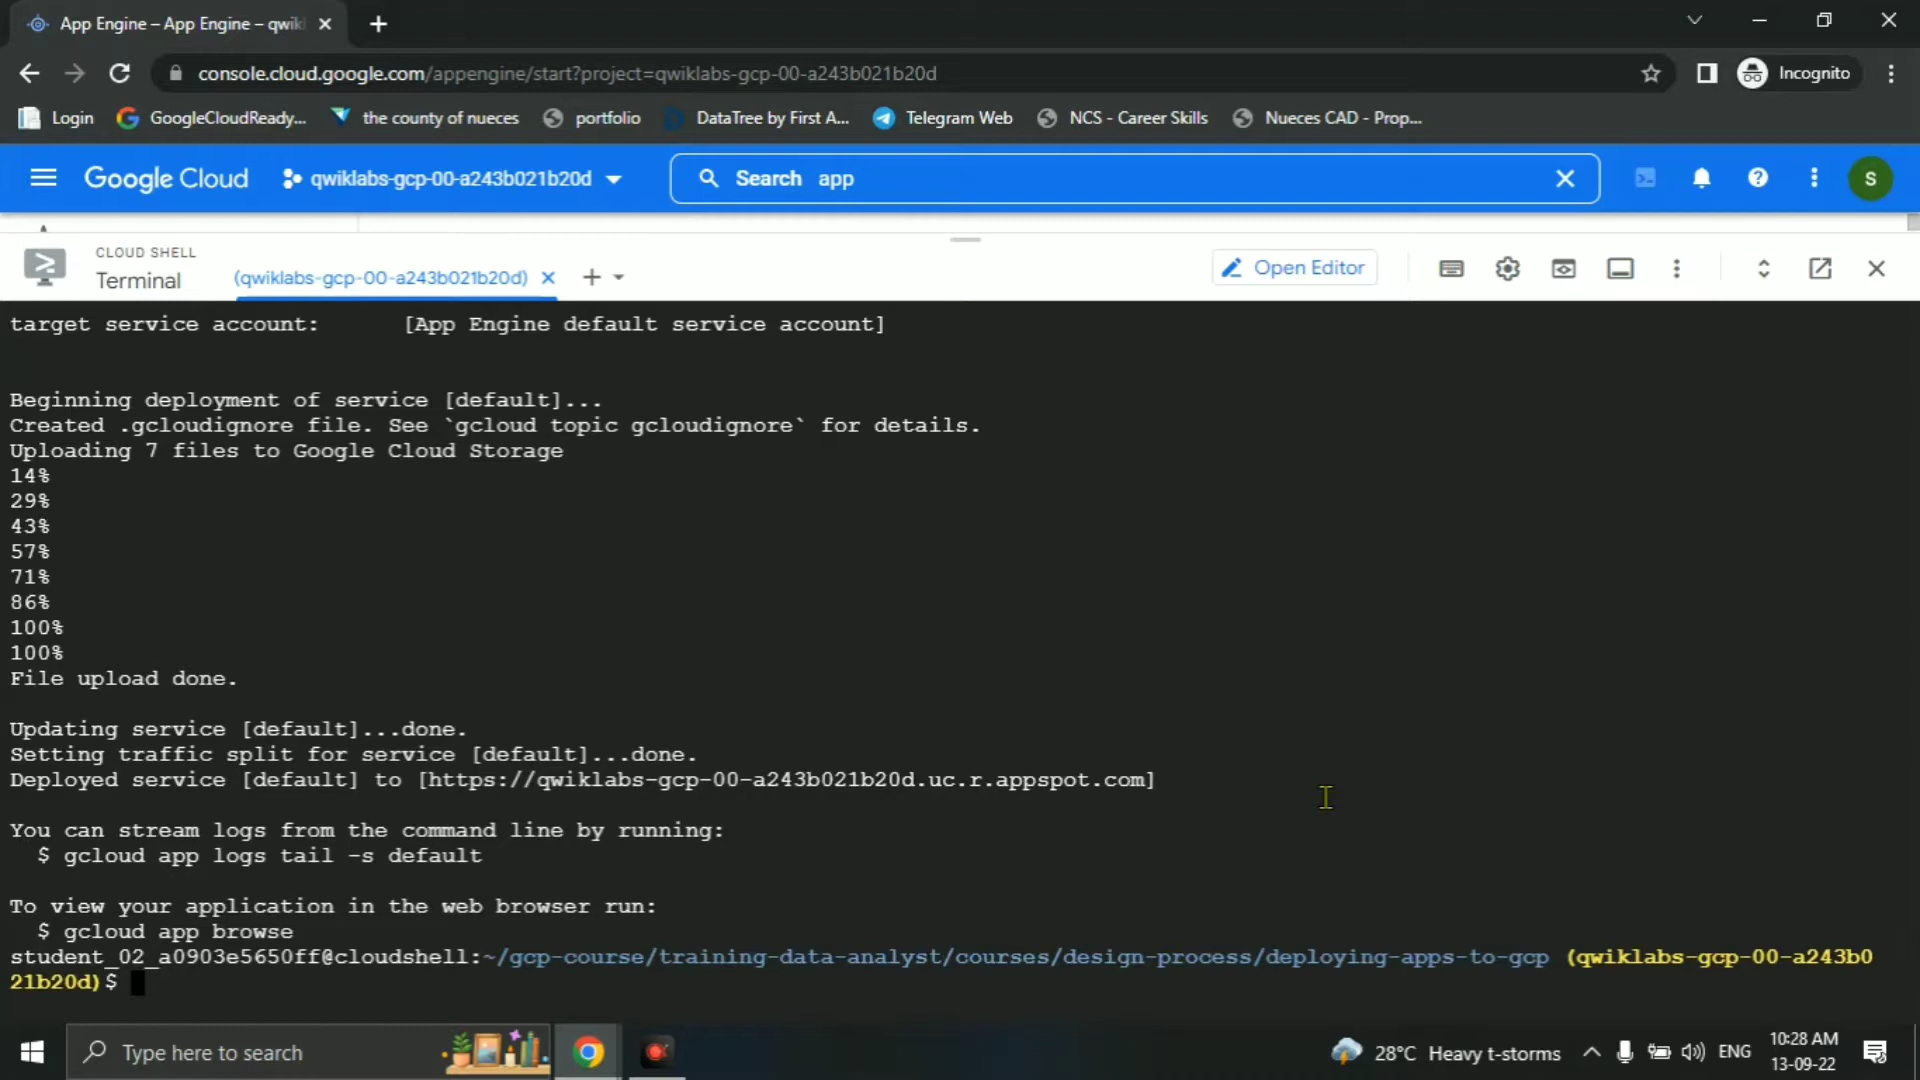 App Engine – App Engine – qwik
console.cloud.google.com/appengine/start?project=qwiklabs-gcp-00-a243b021b20d
Incognito
Login
GoogleCloudReady...
the county of nueces
portfolio
DataTree by First A...
Telegram Web
NCS - Career Skills
Nueces CAD - Prop...
Google Cloud
qwiklabs-gcp-00-a243b021b20d
Search app
S
CLOUD SHELL
Terminal
(qwiklabs-gcp-00-a243b021b20d)
Open Editor
target service account: [App Engine default service account]
Beginning deployment of service [default]...
Created .gcloudignore file. See `gcloud topic gcloudignore` for details.
Uploading 7 files to Google Cloud Storage
14%
29%
43%
57%
71%
86%
100%
100%
File upload done.
Updating service [default]...done.
Setting traffic split for service [default]...done.
Deployed service [default] to [https://qwiklabs-gcp-00-a243b021b20d.uc.r.appspot.com]
You can stream logs from the command line by running:
$ gcloud app logs tail -s default
To view your application in the web browser run:
$ gcloud app browse
student_02_a0903e5650ff@cloudshell:~/gcp-course/training-data-analyst/courses/design-process/deploying-apps-to-gcp (qwiklabs-gcp-00-a243b0
21b20d)$
Type here to search
28°C Heavy t-storms
ENG
10:28 AM
13-09-22